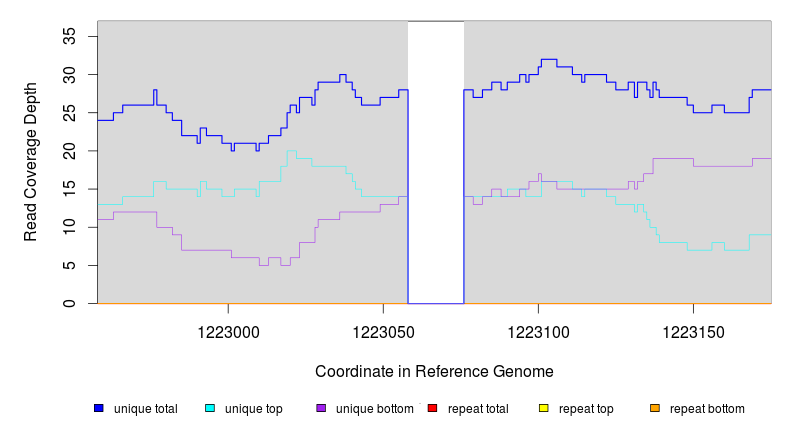 35
30
25
20
15
10
5
0
Read Coverage Depth
1223000 1223050 1223100 1223150
Coordinate in Reference Genome
unique total unique top unique bottom repeat total repeat top repeat bottom